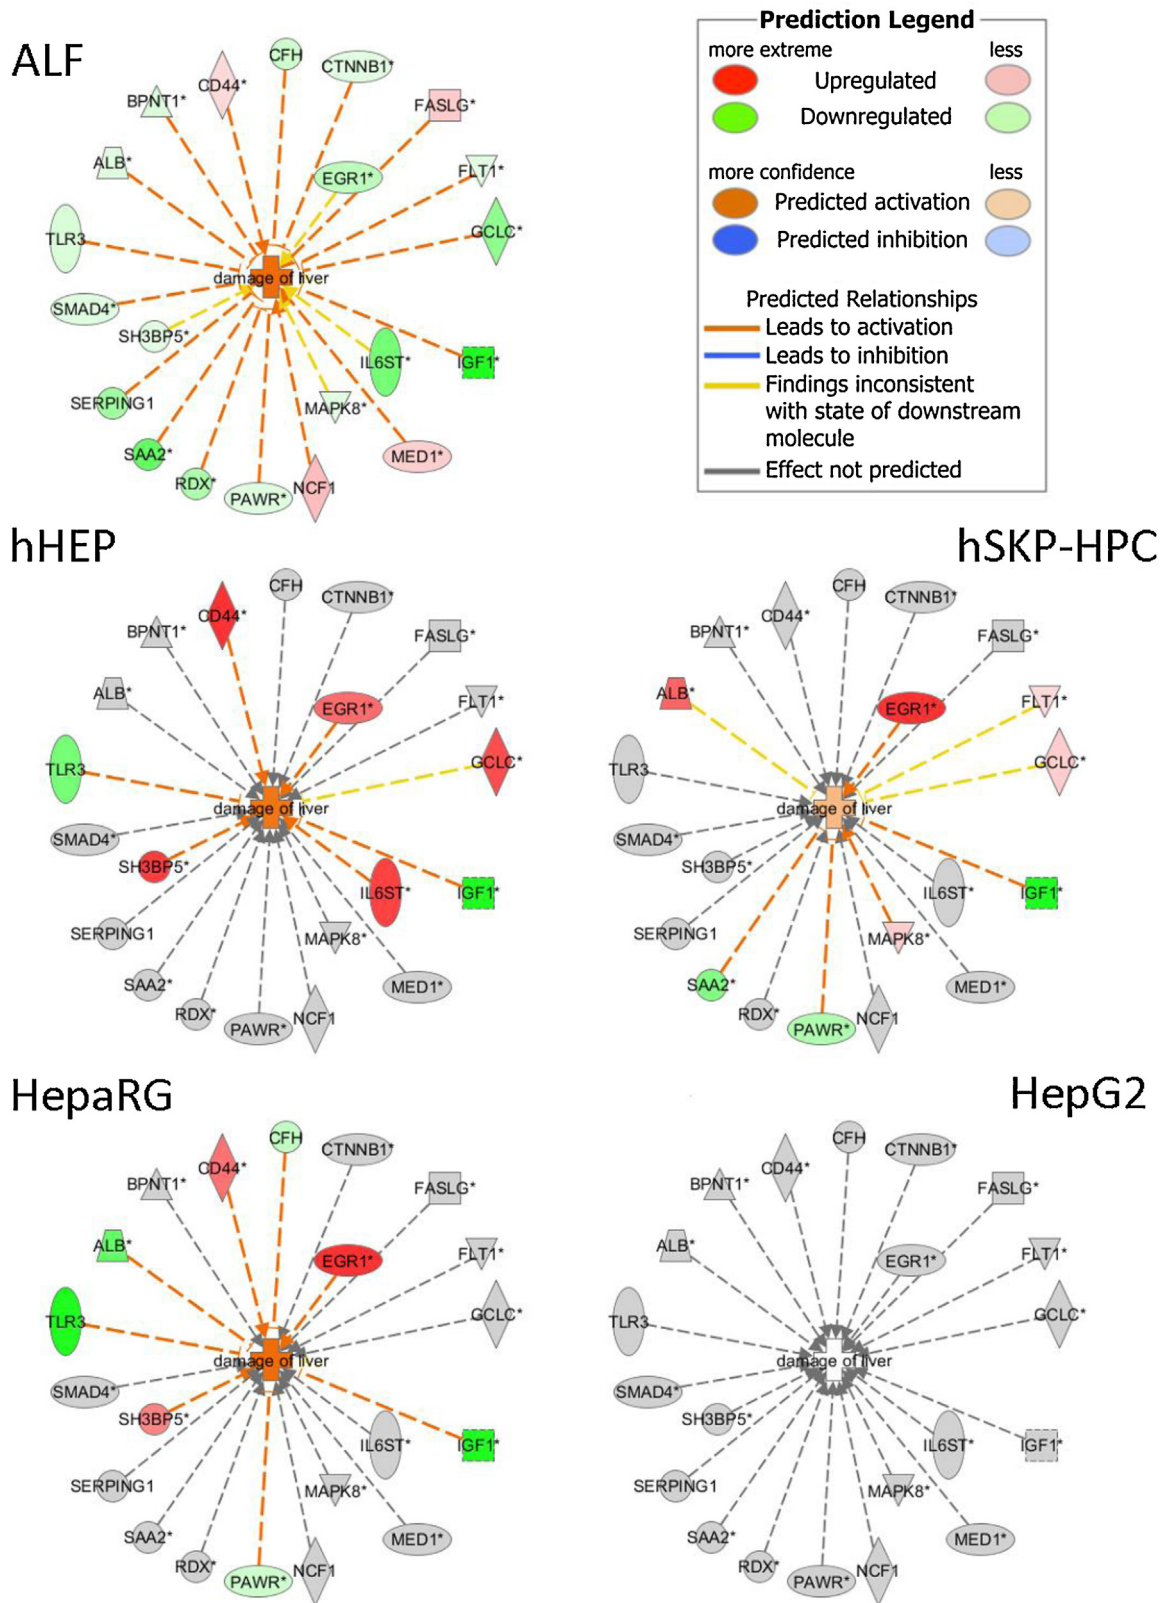 ALF
CFH
CTNNB1*
CD44*
BPNT1*
FASLG*
ALB*
EGR1*
FLT1*
TLR3
GCLC*
damage of liver
SMAD4*
SH3BP5*
IL6ST*
IGF1*
SERPING1
MAPK8*
SAA2*
MED1*
RDX*
PAWR*
NCF1
Prediction Legend
more extreme less
Upregulated
Downregulated
more confidence less
Predicted activation
Predicted inhibition
Predicted Relationships
Leads to activation
Leads to inhibition
Findings inconsistent
with state of downstream
molecule
Effect not predicted
hHEP
CFH
CTNNB1*
CD44*
BPNT1*
FASLG*
ALB*
EGR1*
FLT1*
TLR3
GCLC*
damage of liver
SMAD4*
SH3BP5*
IL6ST*
IGF1*
SERPING1
MAPK8*
SAA2*
MED1*
RDX*
PAWR*
NCF1
hSKP-HPC
CFH
CTNNB1*
CD44*
BPNT1*
FASLG*
ALB*
EGR1*
FLT1*
TLR3
GCLC*
damage of liver
SMAD4*
SH3BP5*
IL6ST*
IGF1*
SERPING1
MAPK8*
SAA2*
MED1*
RDX*
PAWR*
NCF1
HepaRG
CFH
CTNNB1*
CD44*
BPNT1*
FASLG*
ALB*
EGR1*
FLT1*
TLR3
GCLC*
damage of liver
SMAD4*
SH3BP5*
IL6ST*
IGF1*
SERPING1
MAPK8*
SAA2*
MED1*
RDX*
PAWR*
NCF1
HepG2
CFH
CTNNB1*
CD44*
BPNT1*
FASLG*
ALB*
EGR1*
FLT1*
TLR3
GCLC*
damage of liver
SMAD4*
SH3BP5*
IL6ST*
IGF1*
SERPING1
MAPK8*
SAA2*
MED1*
RDX*
PAWR*
NCF1